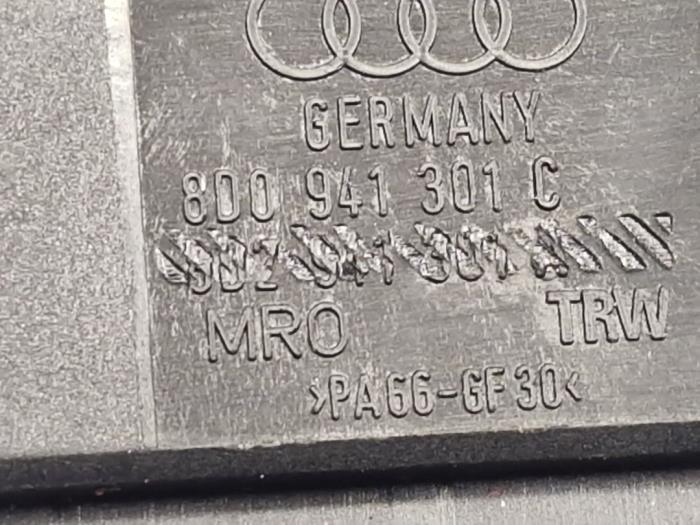 GERMANY
8D0 941 301 C
MRO TRW
>PA66-GF30<